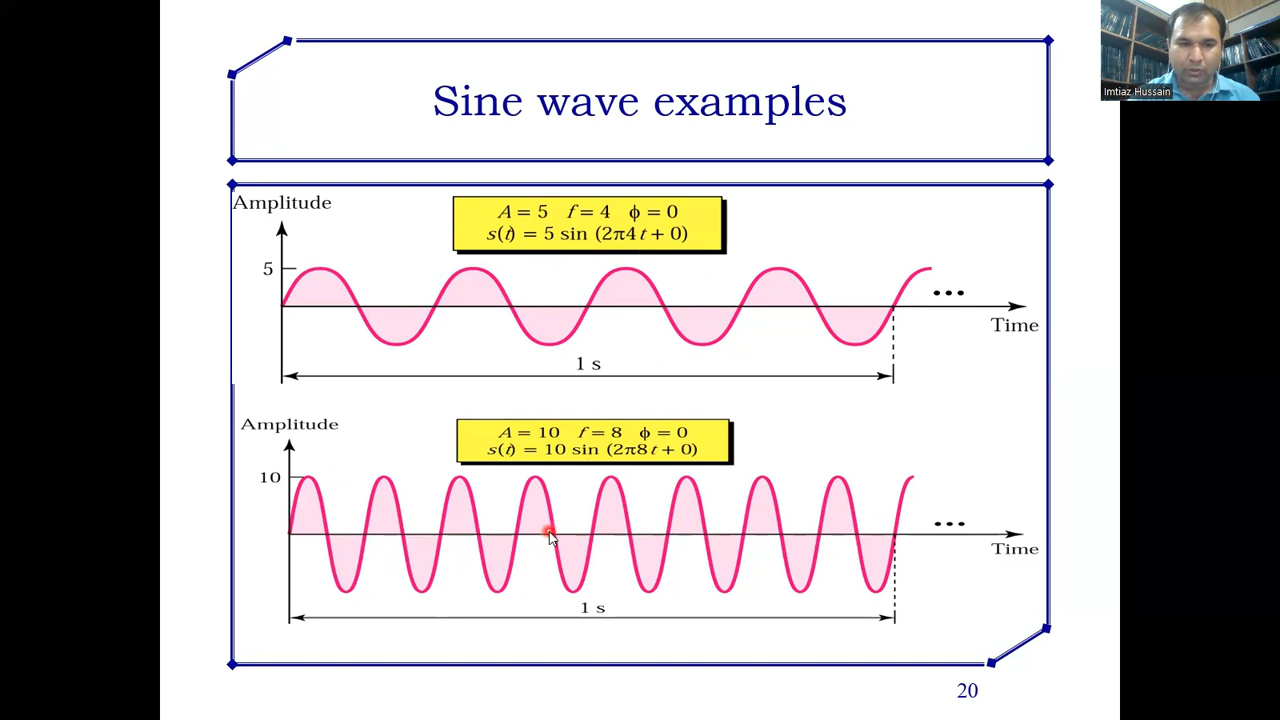 Imtiaz Hussain
Sine wave examples
Amplitude
A = 5 f = 4 ϕ = 0
s(t) = 5 sin (2π4t + 0)
5
...
Time
1 s
Amplitude
A = 10 f = 8 ϕ = 0
s(t) = 10 sin (2π8t + 0)
10
...
Time
1 s
20